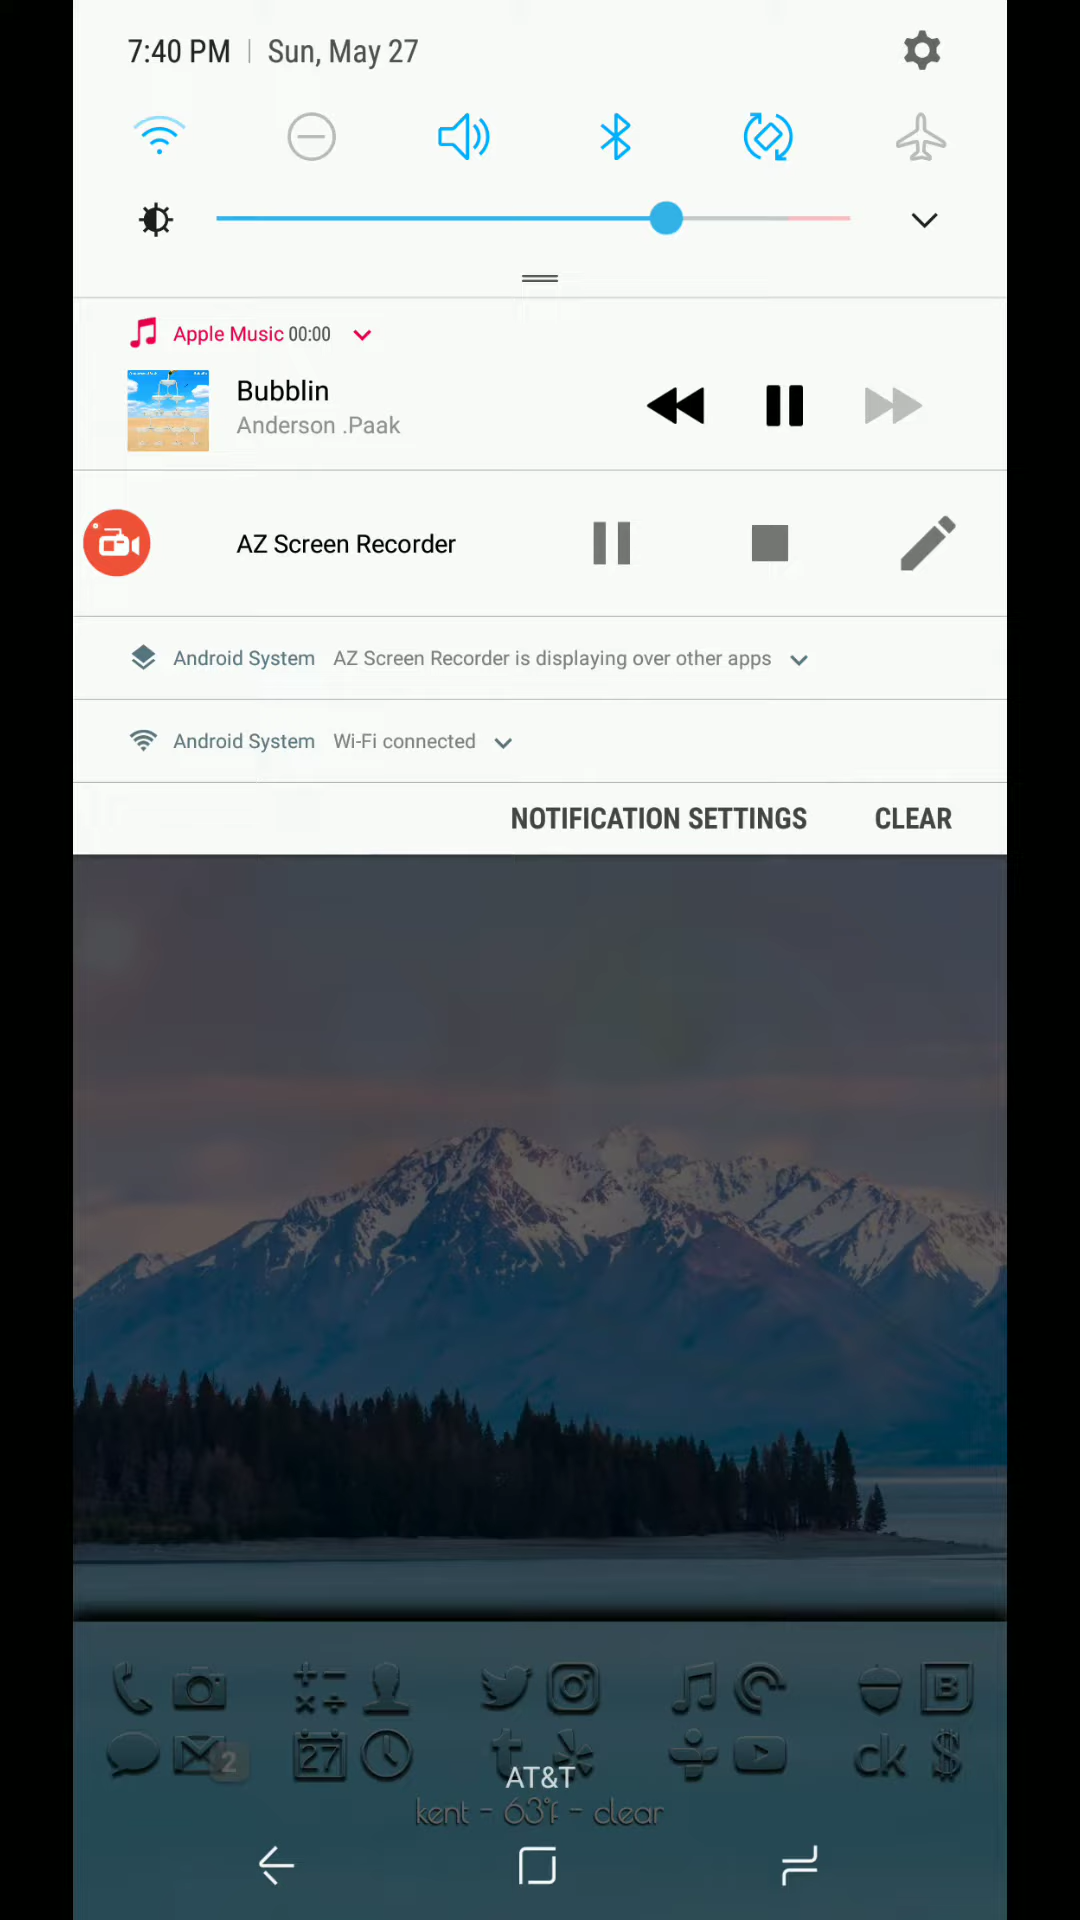 7:40 PM | Sun, May 27
Apple Music 00:00
Bubblin
Anderson .Paak
AZ Screen Recorder
Android System AZ Screen Recorder is displaying over other apps
Android System Wi-Fi connected
NOTIFICATION SETTINGS CLEAR
B
2
27
t
ck
$
AT&T
kent - 63°f - clear